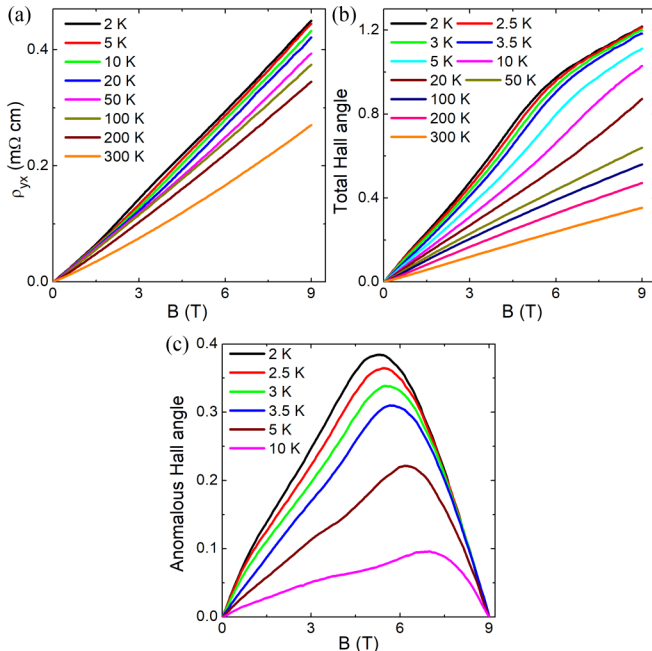 (a)
2 K
5 K
10 K
20 K
50 K
100 K
200 K
300 K
ρyx (mΩ cm)
0.4
0.2
0.0
0 3 6 9
B (T)
(b)
2 K 2.5 K
3 K 3.5 K
5 K 10 K
20 K 50 K
100 K
200 K
300 K
Total Hall angle
1.2
0.8
0.4
0.0
0 3 6 9
B (T)
(c)
2 K
2.5 K
3 K
3.5 K
5 K
10 K
Anomalous Hall angle
0.4
0.3
0.2
0.1
0.0
0 3 6 9
B (T)